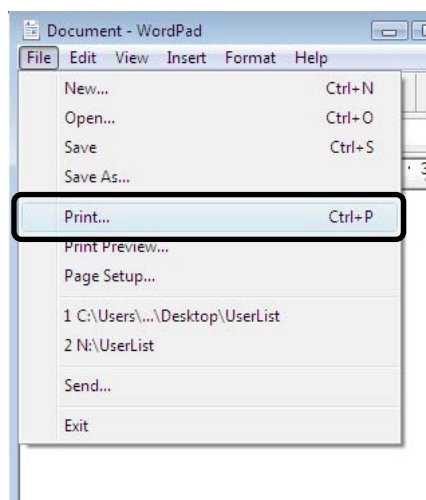 Document - WordPad
File Edit View Insert Format Help
New... Ctrl+N
Open... Ctrl+O
Save Ctrl+S
Save As...
Print... Ctrl+P
Print Preview...
Page Setup...
1 C:\Users\...\Desktop\UserList
2 N:\UserList
Send...
Exit